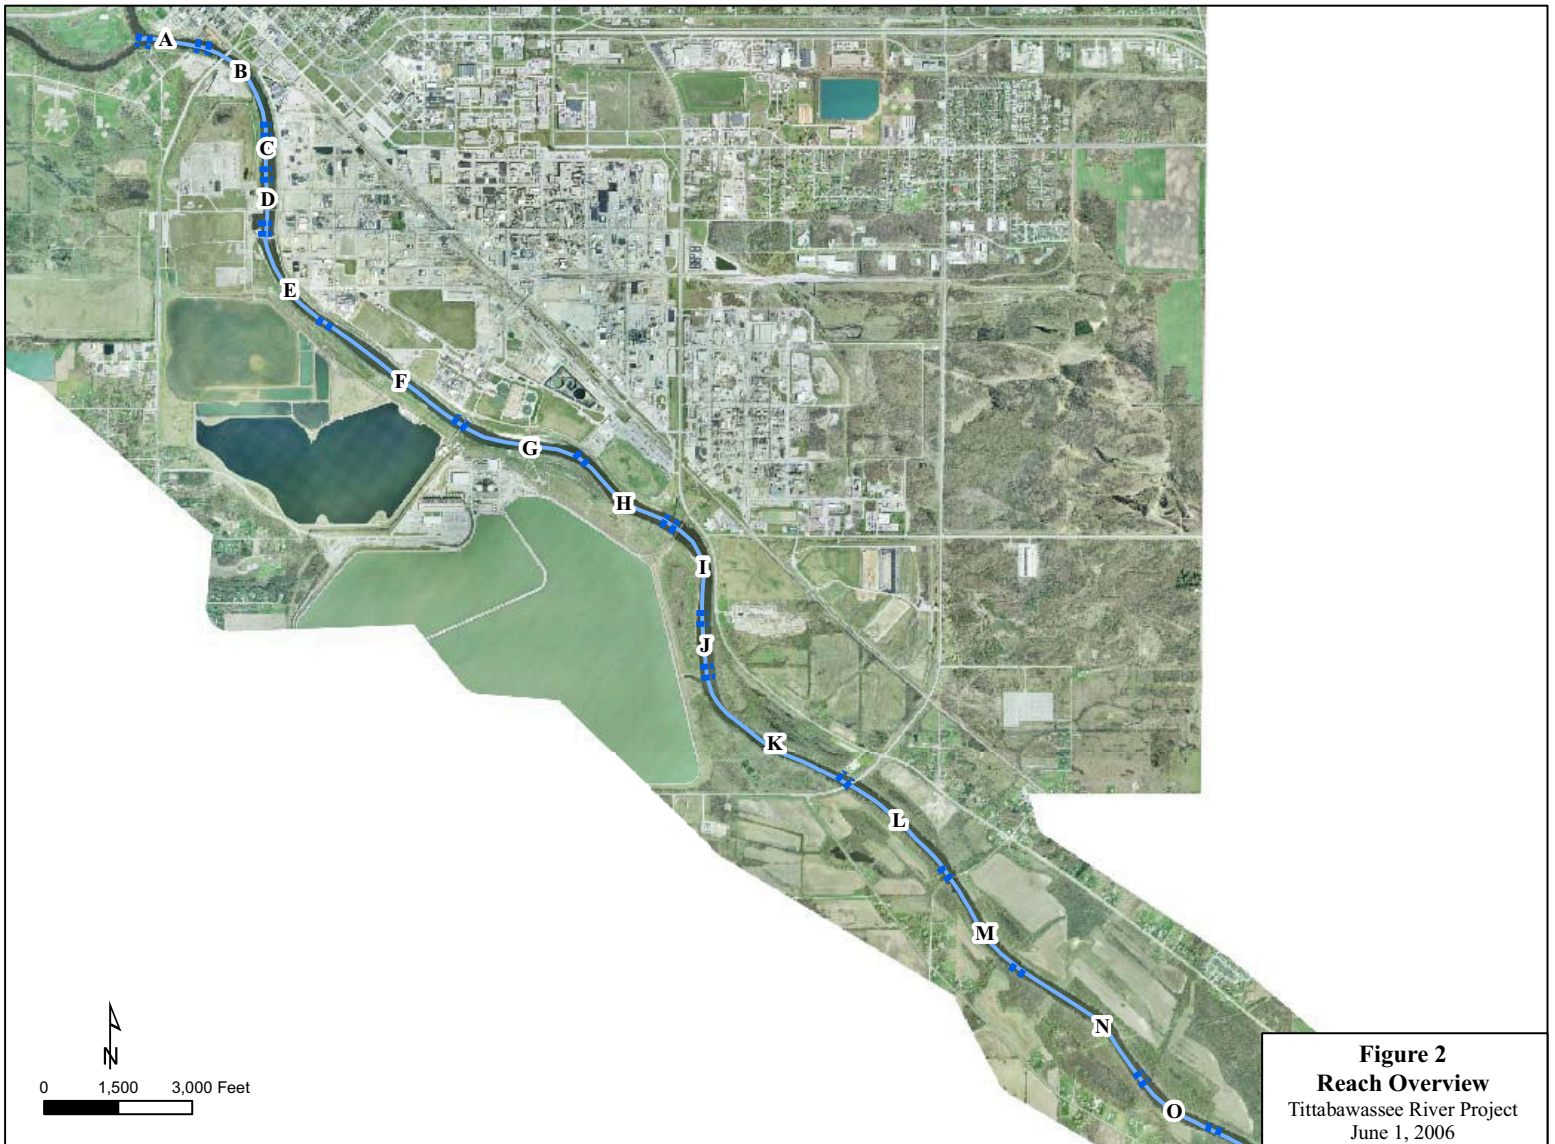 A
B
C
D
E
F
G
H
I
J
K
L
M
N
O
N
0 1,500 3,000 Feet
Figure 2
Reach Overview
Tittabawassee River Project
June 1, 2006